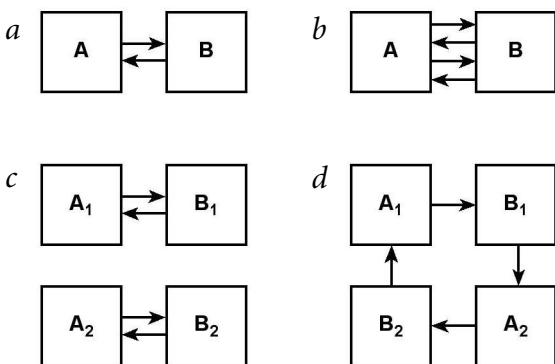 a A B b A B
c A₁ B₁ d A₁ B₁
A₂ B₂ B₂ A₂